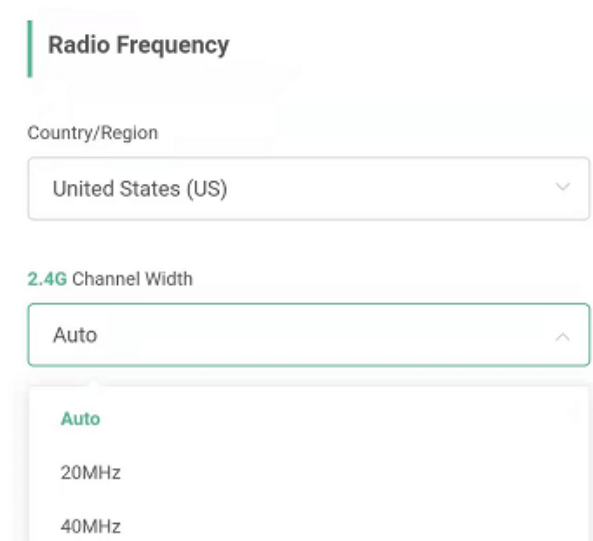 Radio Frequency
Country/Region
United States (US)
2.4G Channel Width
Auto
Auto
20MHz
40MHz